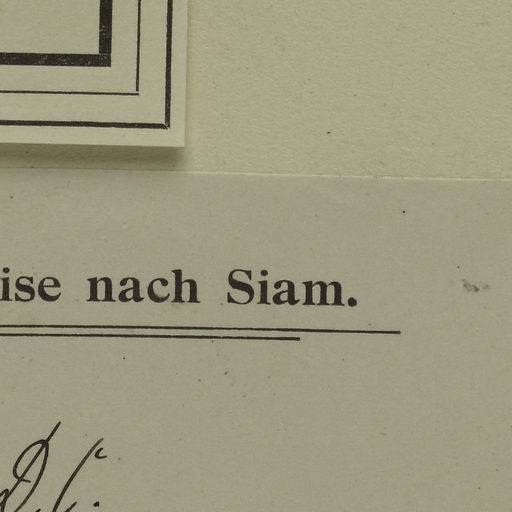 ise nach Siam.